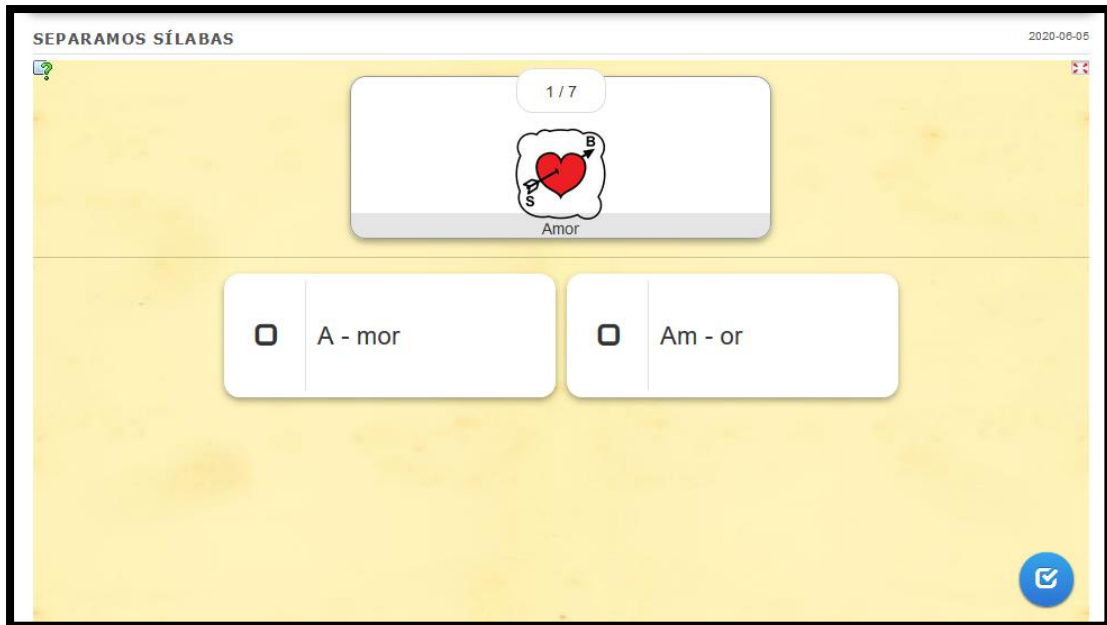 SEPARAMOS SÍLABAS
2020-06-05
1 / 7
B
S
Amor
A - mor
Am - or